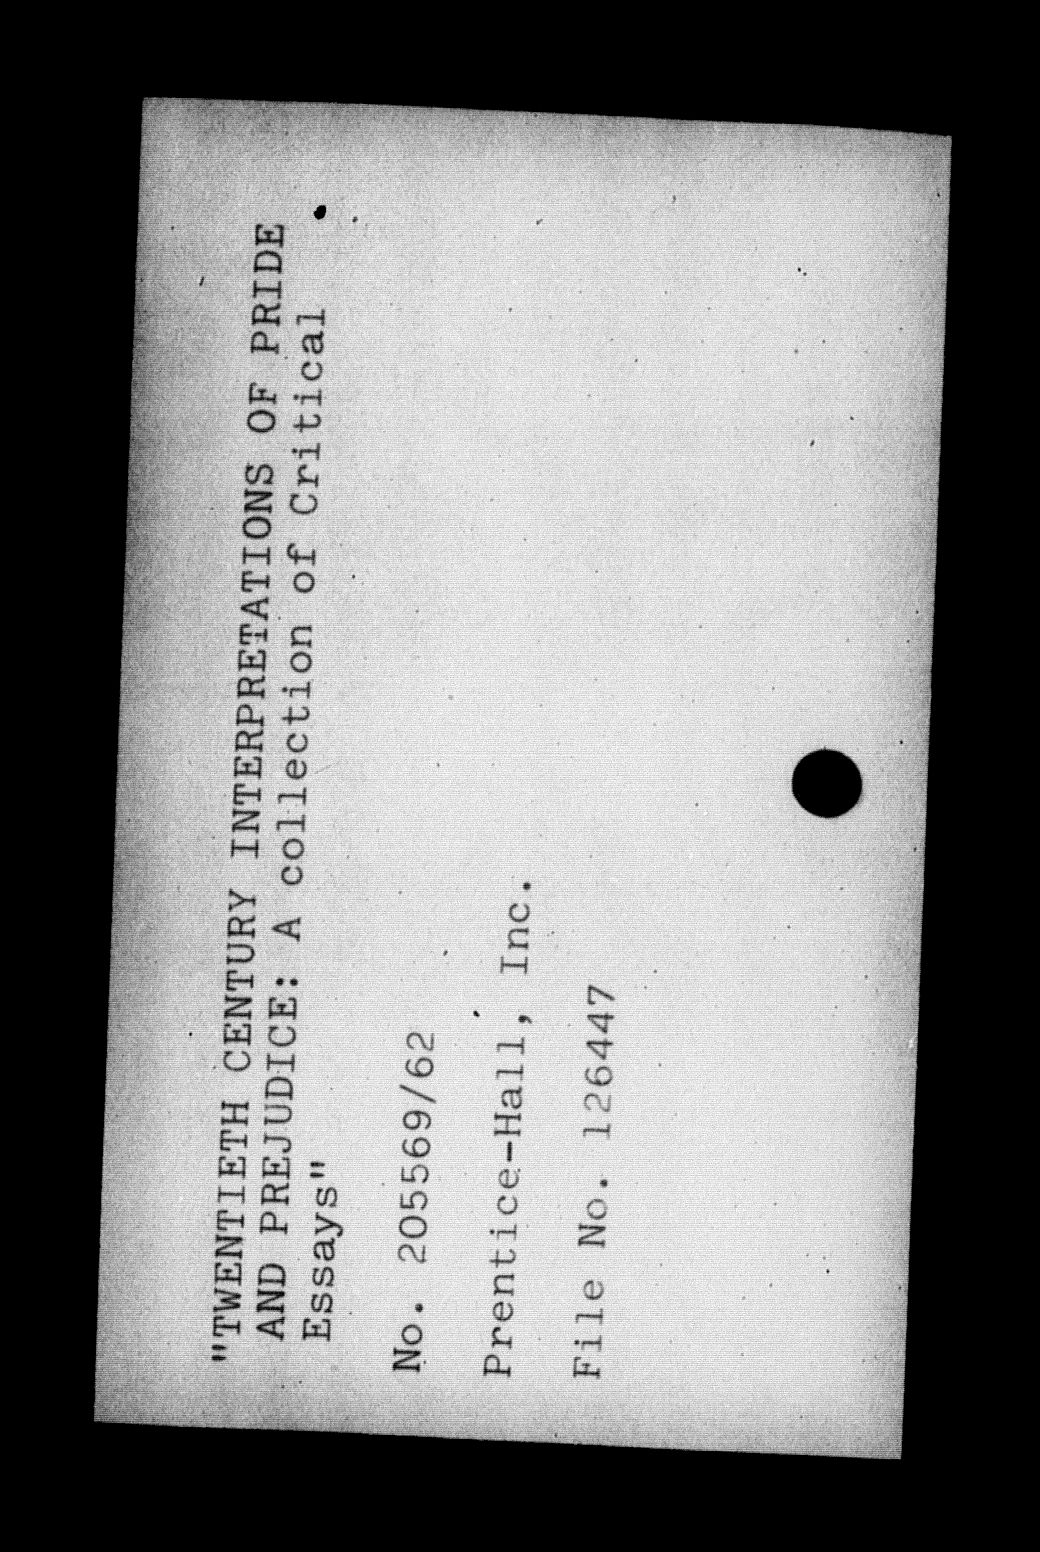 "TWENTIETH CENTURY INTERPRETATIONS OF PRIDE
AND PREJUDICE: A collection of Critical
Essays"
No. 205569/62
Prentice-Hall, Inc.
File No. 126447